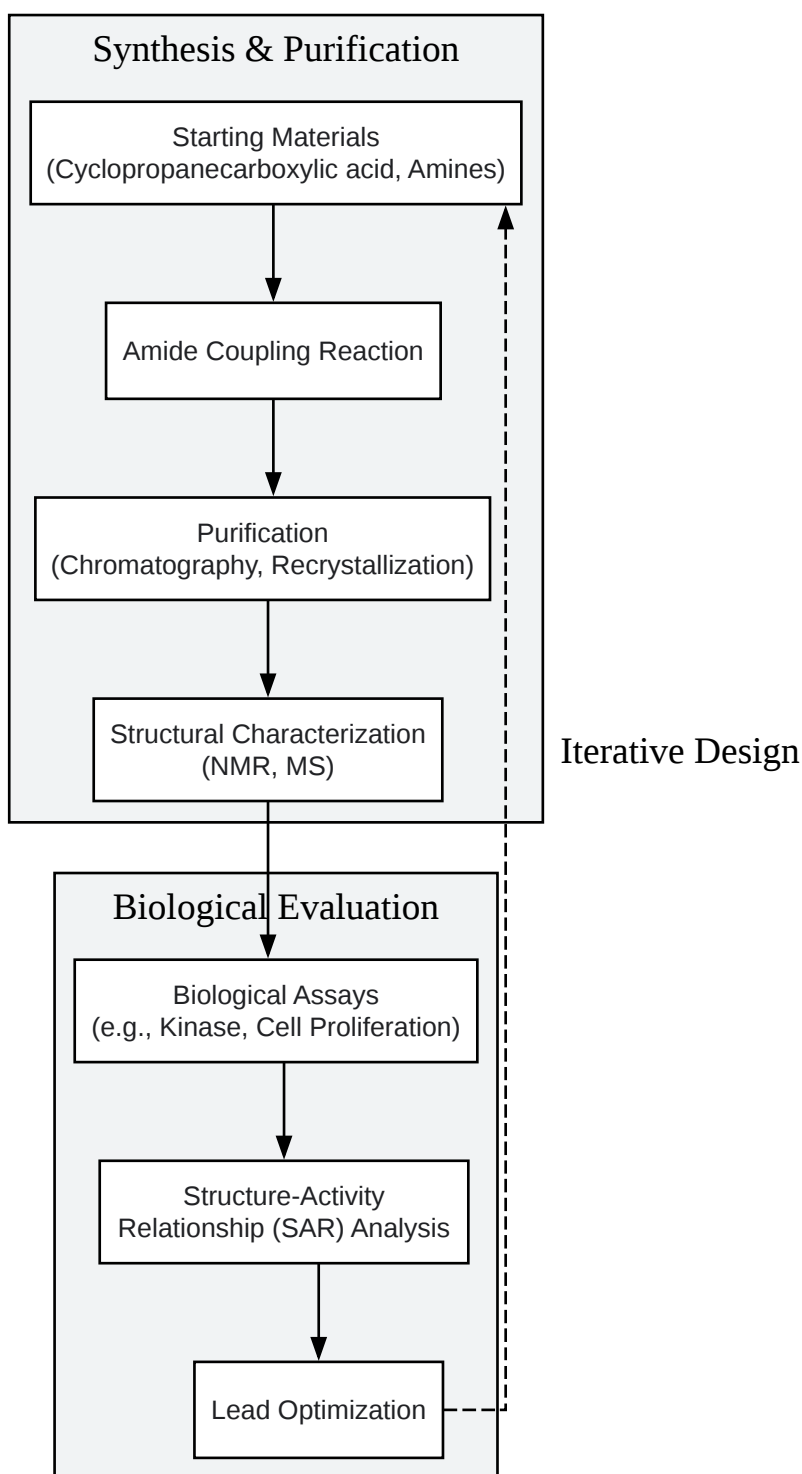 Synthesis & Purification
Starting Materials
(Cyclopropanecarboxylic acid, Amines)
Amide Coupling Reaction
Purification
(Chromatography, Recrystallization)
Structural Characterization
(NMR, MS)
Iterative Design
Biological Evaluation
Biological Assays
(e.g., Kinase, Cell Proliferation)
Structure-Activity
Relationship (SAR) Analysis
Lead Optimization